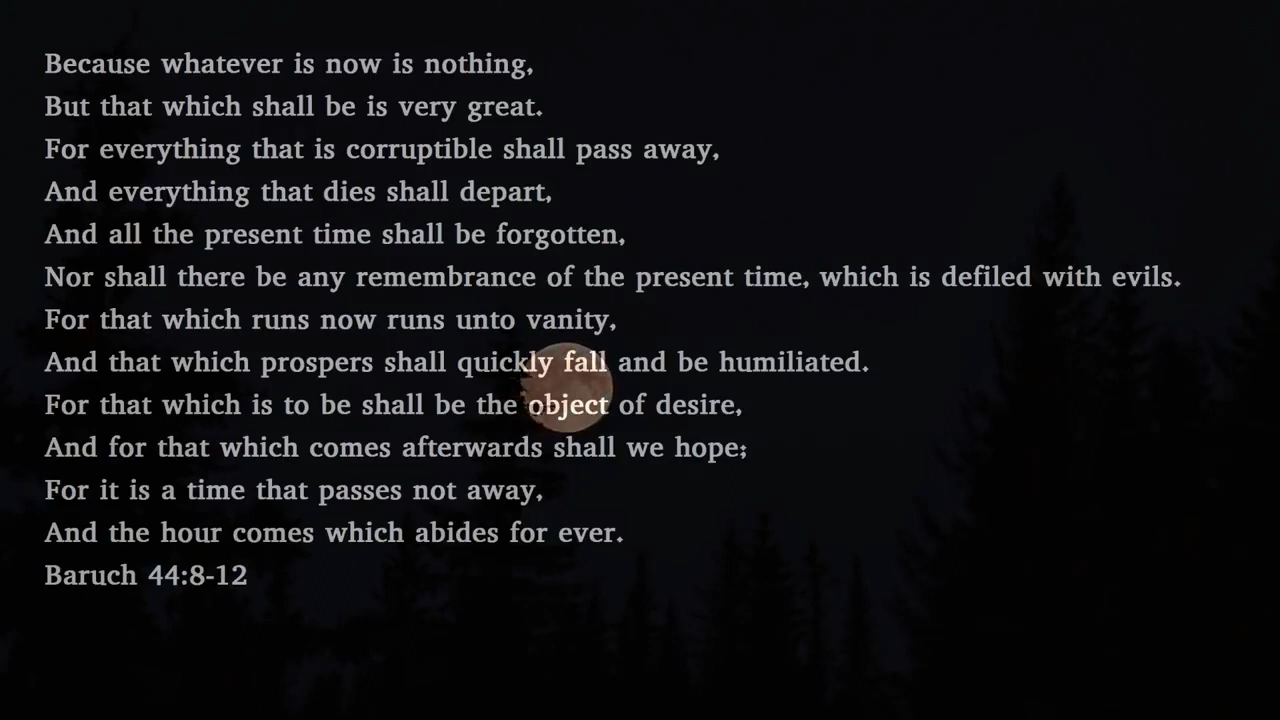 Because whatever is now is nothing,
But that which shall be is very great.
For everything that is corruptible shall pass away,
And everything that dies shall depart,
And all the present time shall be forgotten,
Nor shall there be any remembrance of the present time, which is defiled with evils.
For that which runs now runs unto vanity,
And that which prospers shall quickly fall and be humiliated.
For that which is to be shall be the object of desire,
And for that which comes afterwards shall we hope;
For it is a time that passes not away,
And the hour comes which abides for ever.
Baruch 44:8-12